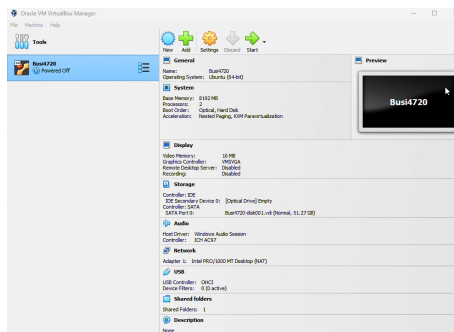 Oracle VM VirtualBox Manager
File Machine Help
Tools
New Add Settings Discard Start
Busi4720
Powered Off
General
Name: Busi4720
Operating System: Ubuntu (64-bit)
System
Base Memory: 8192 MB
Processors: 2
Boot Order: Optical, Hard Disk
Acceleration: Nested Paging, KVM Paravirtualization
Preview
Busi4720
Display
Video Memory: 16 MB
Graphics Controller: VMSVGA
Remote Desktop Server: Disabled
Recording: Disabled
Storage
Controller: IDE
IDE Secondary Device 0: [Optical Drive] Empty
Controller: SATA
SATA Port 0: Busi4720-disk001.vdi (Normal, 51.27 GB)
Audio
Host Driver: Windows Audio Session
Controller: ICH AC97
Network
Adapter 1: Intel PRO/1000 MT Desktop (NAT)
USB
USB Controller: OHCI
Device Filters: 0 (0 active)
Shared folders
Shared Folders: 1
Description
None